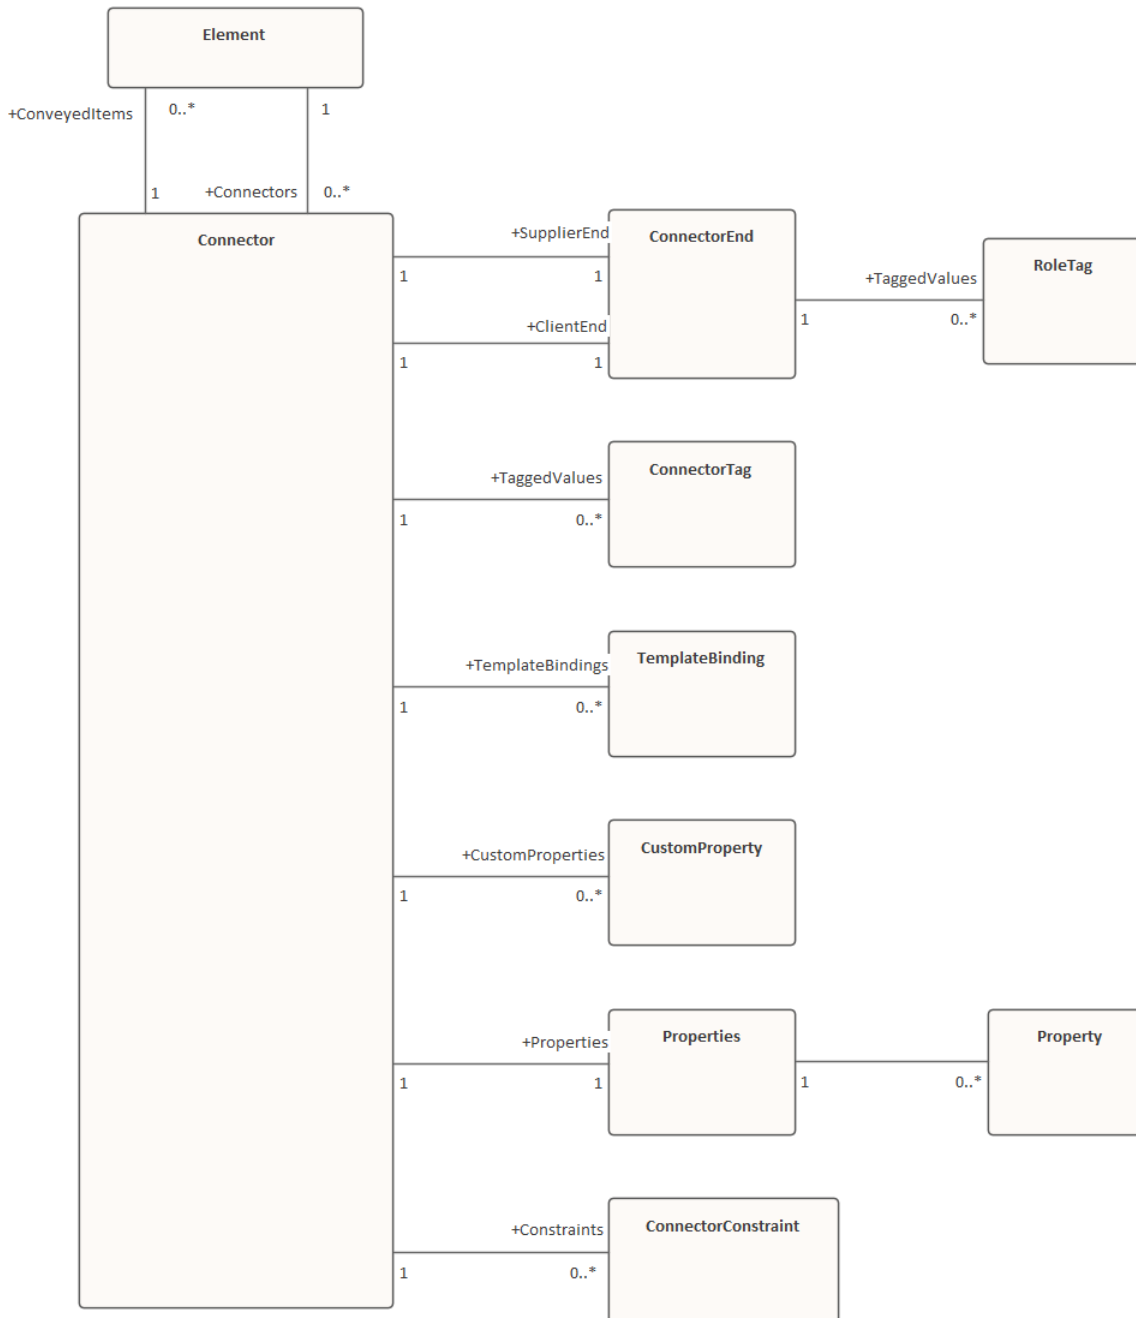 Element
+ConveyedItems
0..*
1
1
+Connectors
0..*
Connector
+SupplierEnd
1
1
ConnectorEnd
+ClientEnd
1
1
+TaggedValues
1
0..*
RoleTag
+TaggedValues
1
0..*
ConnectorTag
+TemplateBindings
1
0..*
TemplateBinding
+CustomProperties
1
0..*
CustomProperty
+Properties
1
1
Properties
1
0..*
Property
+Constraints
1
0..*
ConnectorConstraint